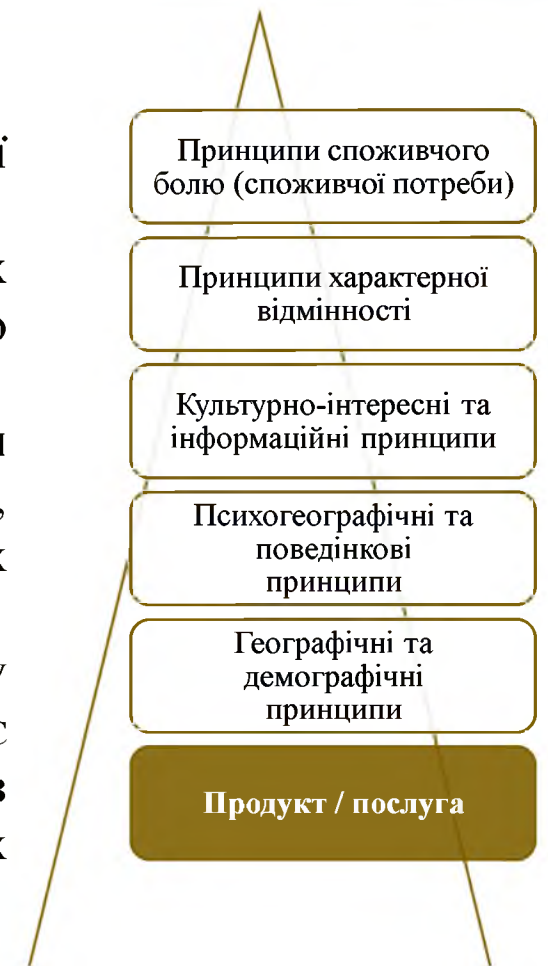 Принципи споживчого
болю (споживчої потреби)
Принципи характерної
відмінності
Культурно-інтересні та
інформаційні принципи
Психогеографічні та
поведінкові
принципи
Географічні та
демографічні
принципи
Продукт / послуга